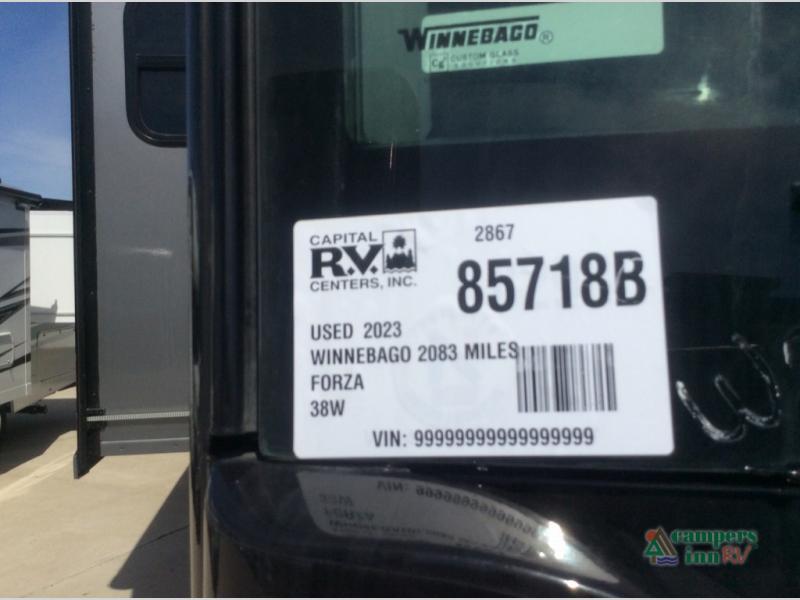 WINNEBAGO®
CG CUSTOM GLASS
CAPITAL
R.V.
CENTERS, INC.
2867
85718B
USED 2023
WINNEBAGO 2083 MILES
FORZA
38W
VIN: 99999999999999999
campers
inn RV